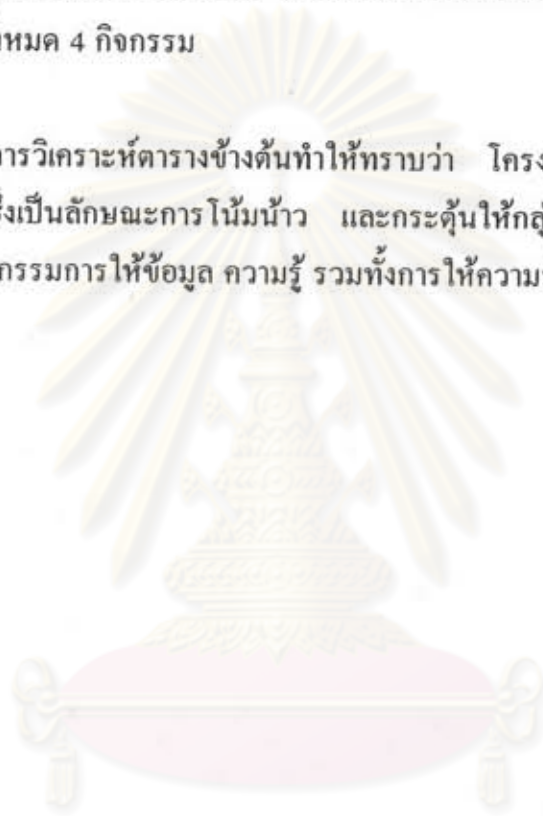 หมด 4 กิจกรรม
การวิเคราะห์ตารางข้างต้นทำให้ทราบว่า โครง
ซึ่งเป็นลักษณะการโน้มน้าว และกระตุ้นให้กลุ่
กรรมการให้ข้อมูล ความรู้ รวมทั้งการให้ความ